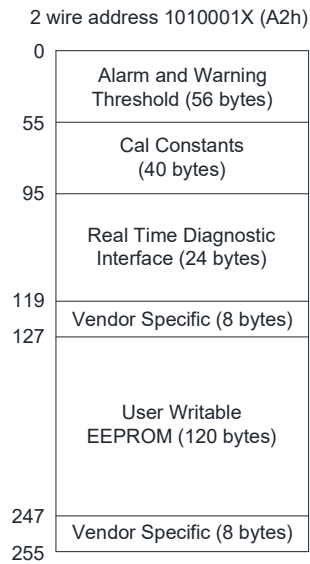 2 wire address 1010001X (A2h)
0
Alarm and Warning
Threshold (56 bytes)
55
Cal Constants
(40 bytes)
95
Real Time Diagnostic
Interface (24 bytes)
119
Vendor Specific (8 bytes)
127
User Writable
EEPROM (120 bytes)
247
Vendor Specific (8 bytes)
255